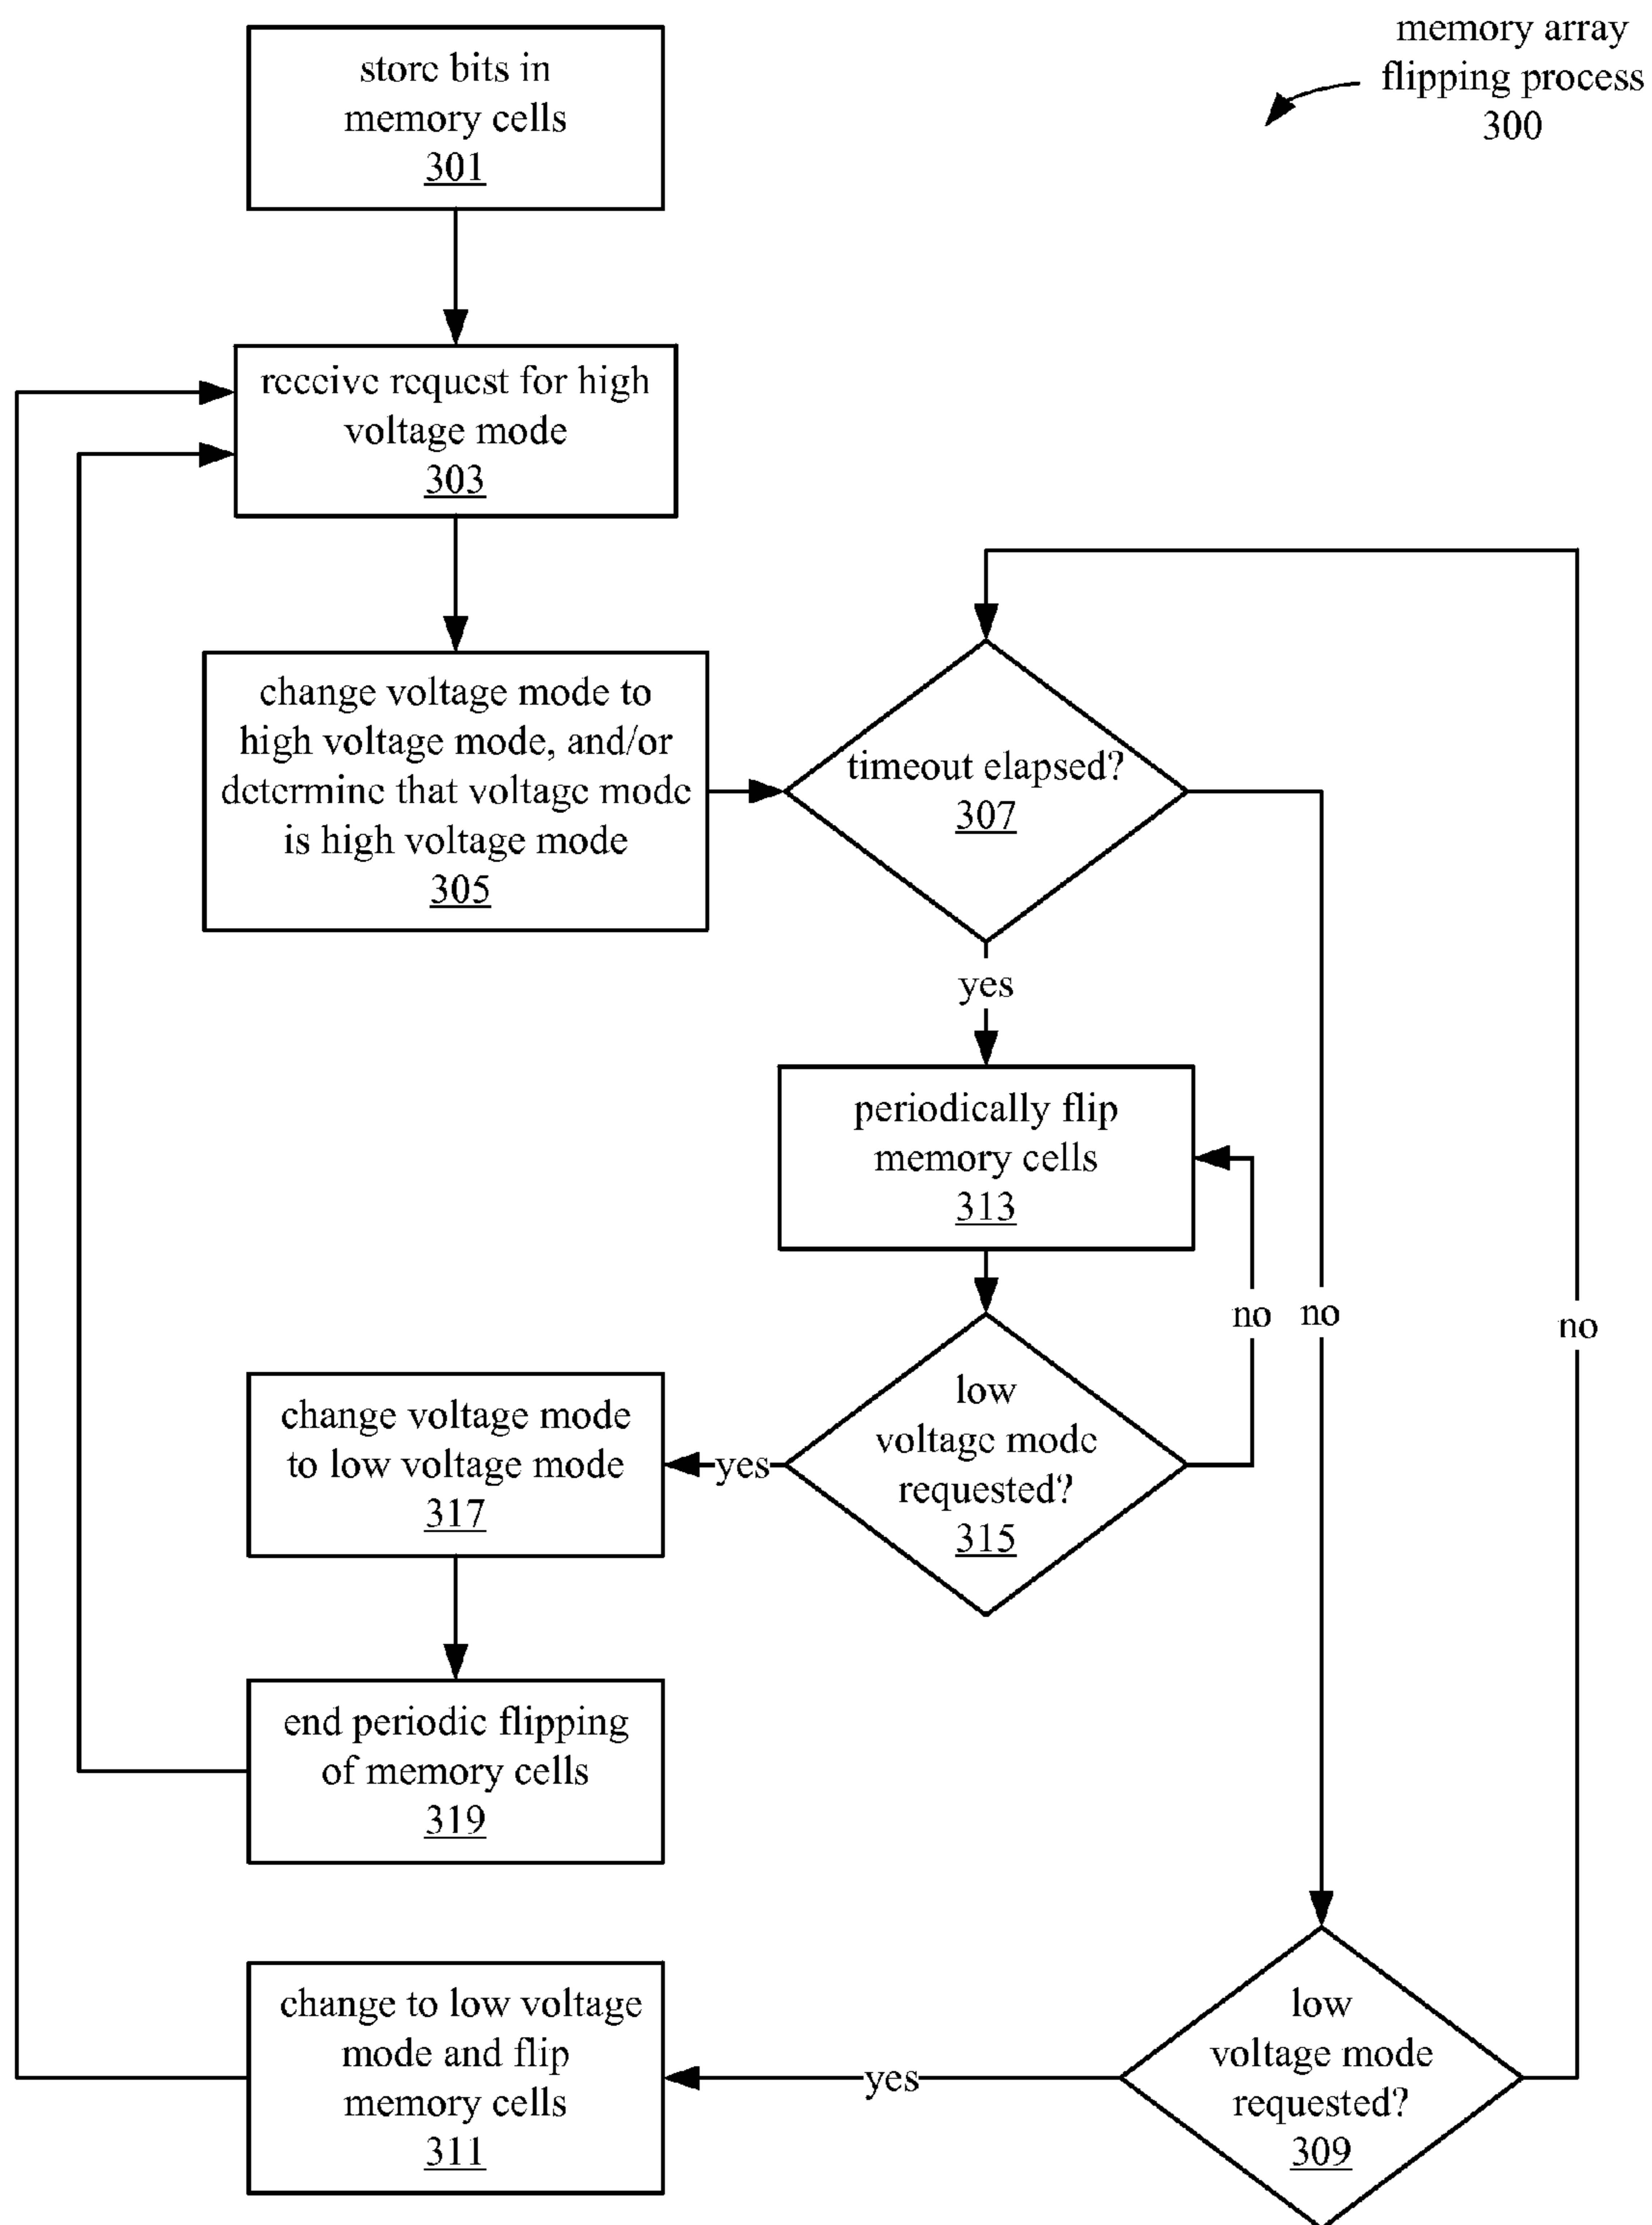 memory array
flipping process
300
store bits in
memory cells
301
receive request for high
voltage mode
303
change voltage mode to
high voltage mode, and/or
determine that voltage mode
is high voltage mode
305
timeout elapsed?
307
yes
periodically flip
memory cells
313
no
no
no
low
voltage mode
requested?
315
yes
change voltage mode
to low voltage mode
317
end periodic flipping
of memory cells
319
change to low voltage
mode and flip
memory cells
311
yes
low
voltage mode
requested?
309